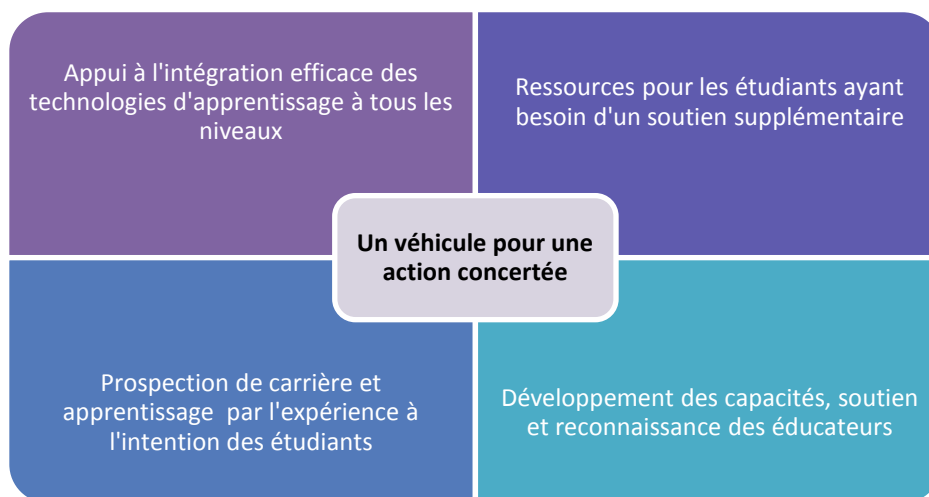 Appui à l'intégration efficace des
technologies d'apprentissage à tous les
niveaux
Ressources pour les étudiants ayant
besoin d'un soutien supplémentaire
Un véhicule pour une
action concertée
Prospection de carrière et
apprentissage par l'expérience à
l'intention des étudiants
Développement des capacités, soutien
et reconnaissance des éducateurs